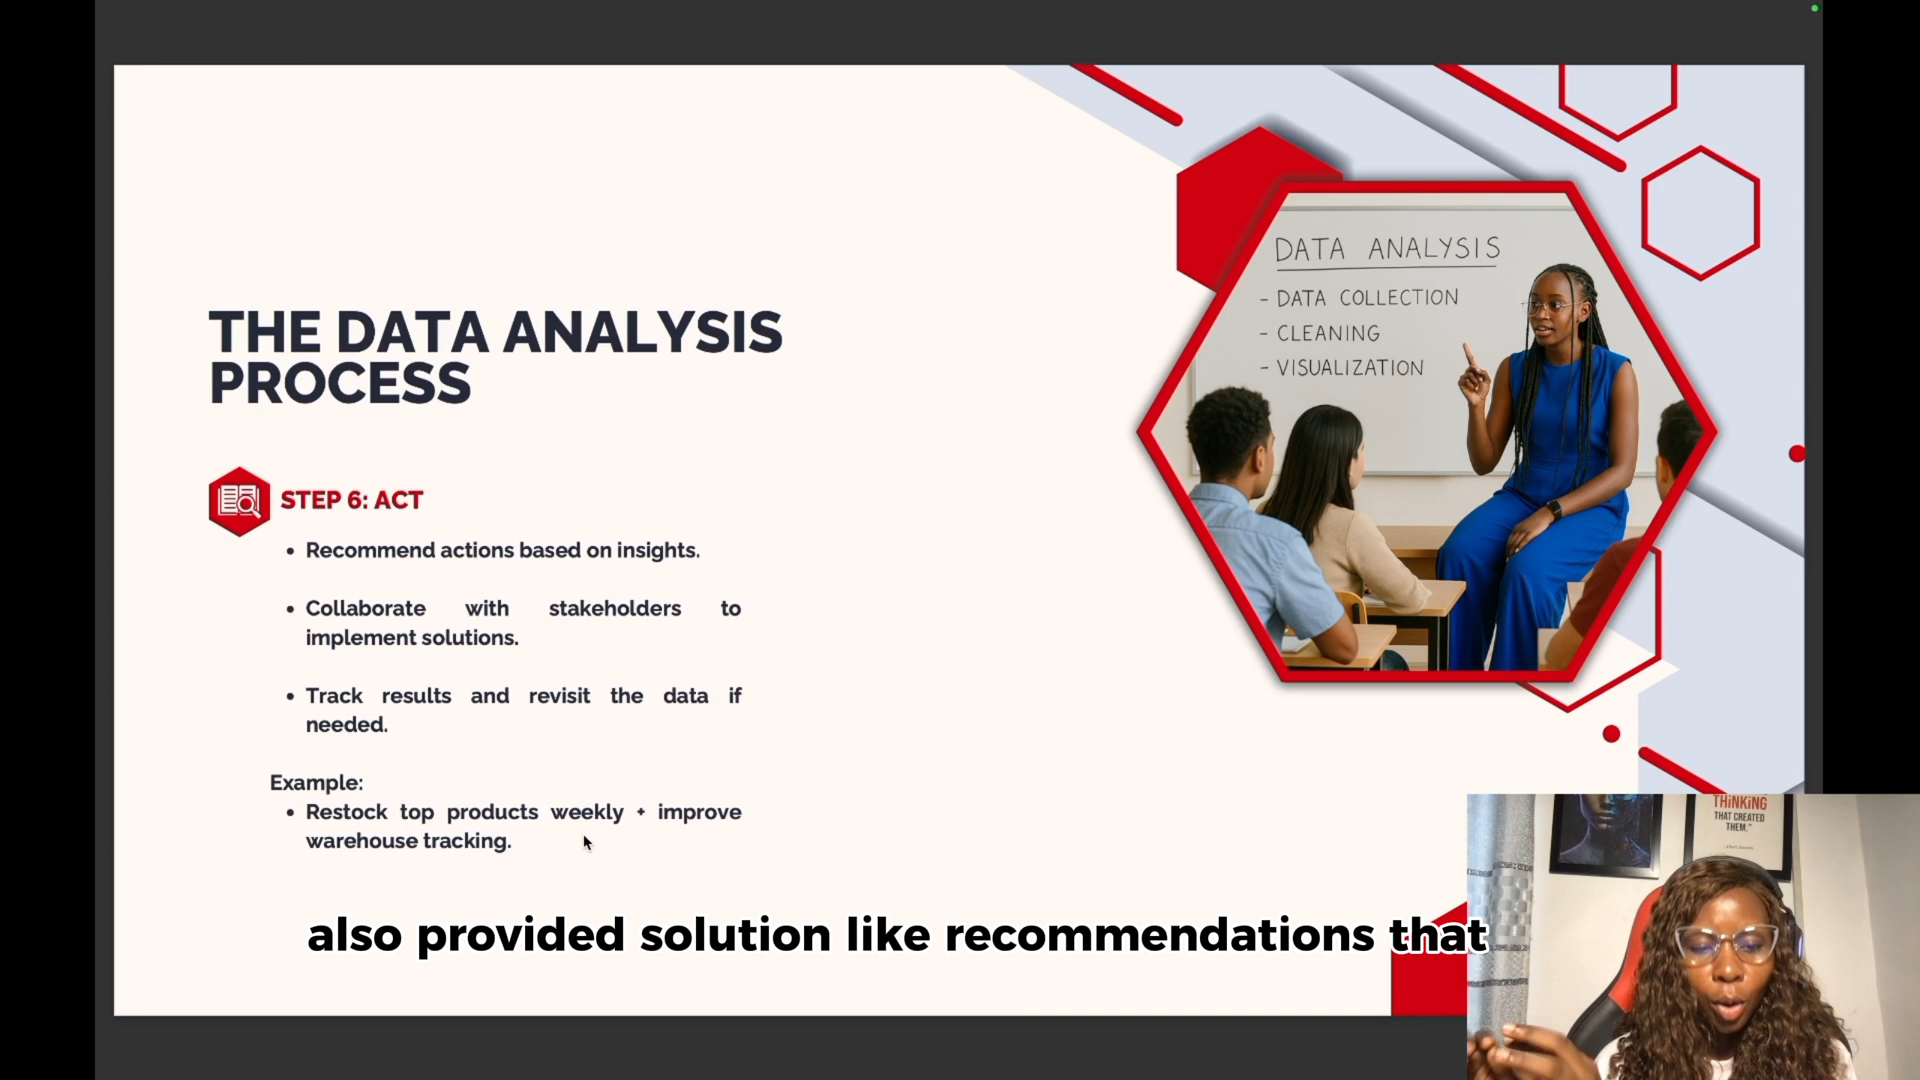 DATA ANALYSIS
- DATA COLLECTION
- CLEANING
- VISUALIZATION
THE DATA ANALYSIS
PROCESS
STEP 6: ACT
• Recommend actions based on insights.
• Collaborate with stakeholders to
implement solutions.
• Track results and revisit the data if
needed.
Example:
• Restock top products weekly + improve
warehouse tracking.
THiNKiNG
THAT CREATED
THEM."
also provided solution like recommendations that